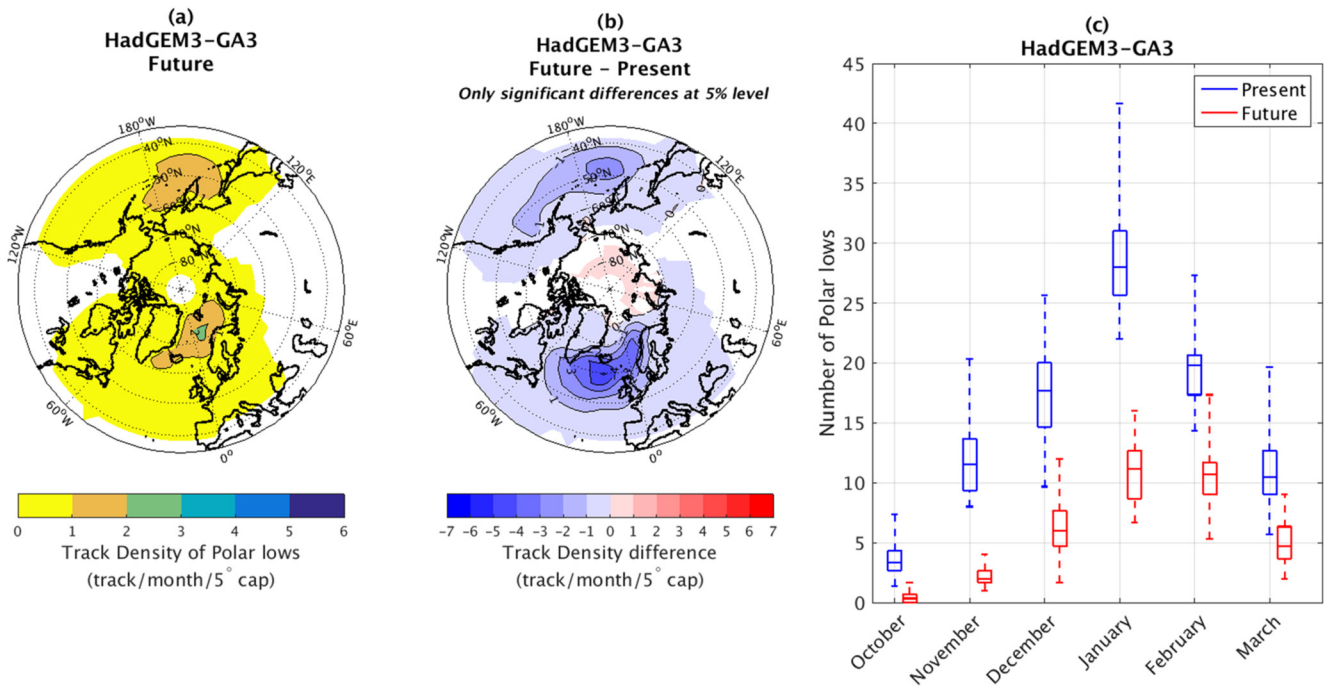 (a)
HadGEM3-GA3
Future
180°W
120°E
60°E
0°
60°W
120°W
40°N
50°N
60°N
70°N
80°N
0 1 2 3 4 5 6
Track Density of Polar lows
(track/month/5° cap)
(b)
HadGEM3-GA3
Future - Present
Only significant differences at 5% level
180°W
120°E
60°E
0°
60°W
120°W
40°N
50°N
60°N
70°N
80°N
-7 -6 -5 -4 -3 -2 -1 0 1 2 3 4 5 6 7
Track Density difference
(track/month/5° cap)
(c)
HadGEM3-GA3
Present
Future
Number of Polar lows
45
40
35
30
25
20
15
10
5
0
October
November
December
January
February
March